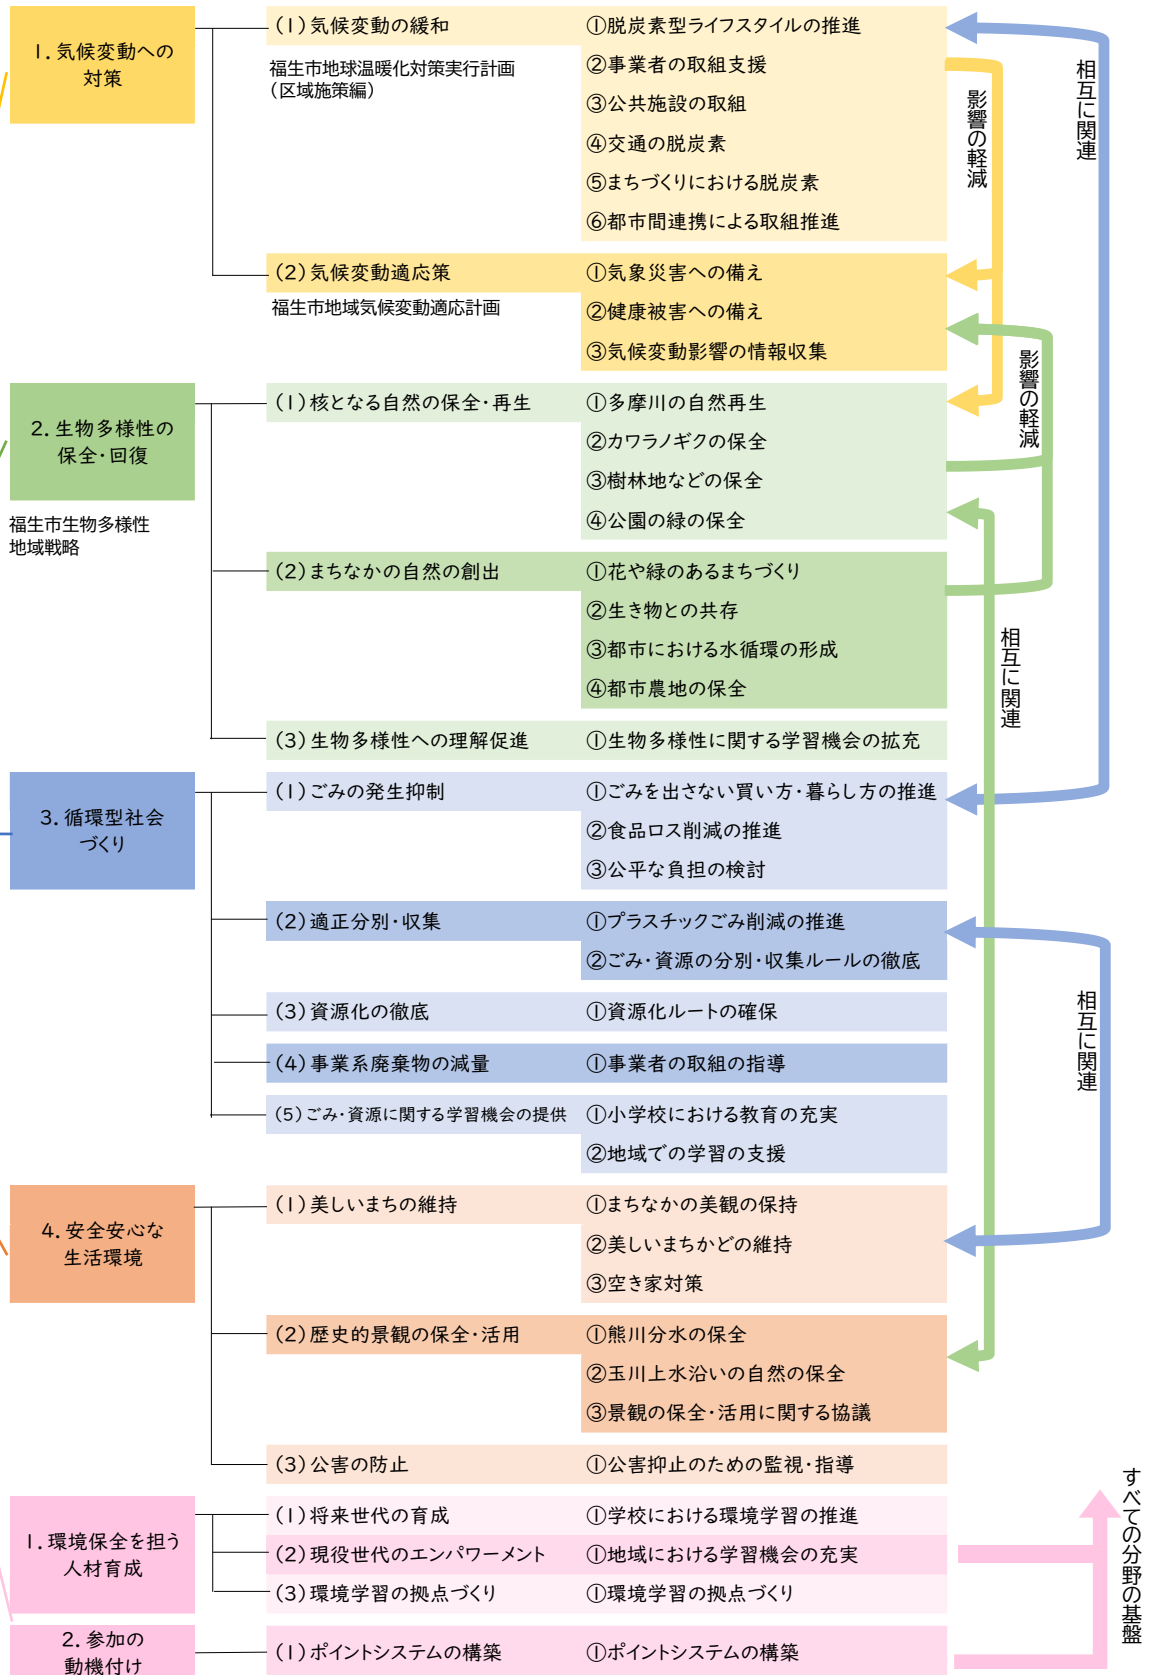 1.気候変動への
対策
(1)気候変動の緩和
福生市地球温暖化対策実行計画
(区域施策編)
①脱炭素型ライフスタイルの推進
②事業者の取組支援
③公共施設の取組
④交通の脱炭素
⑤まちづくりにおける脱炭素
⑥都市間連携による取組推進
(2)気候変動適応策
福生市地域気候変動適応計画
①気象災害への備え
②健康被害への備え
③気候変動影響の情報収集
影響の軽減
相互に関連
2.生物多様性の
保全・回復
福生市生物多様性
地域戦略
(1)核となる自然の保全・再生
①多摩川の自然再生
②カワラノギクの保全
③樹林地などの保全
④公園の緑の保全
(2)まちなかの自然の創出
①花や緑のあるまちづくり
②生き物との共存
③都市における水循環の形成
④都市農地の保全
(3)生物多様性への理解促進
①生物多様性に関する学習機会の拡充
影響の軽減
相互に関連
3.循環型社会
づくり
(1)ごみの発生抑制
①ごみを出さない買い方・暮らし方の推進
②食品ロス削減の推進
③公平な負担の検討
(2)適正分別・収集
①プラスチックごみ削減の推進
②ごみ・資源の分別・収集ルールの徹底
(3)資源化の徹底
①資源化ルートの確保
(4)事業系廃棄物の減量
①事業者の取組の指導
(5)ごみ・資源に関する学習機会の提供
①小学校における教育の充実
②地域での学習の支援
相互に関連
4.安全安心な
生活環境
(1)美しいまちの維持
①まちなかの美観の保持
②美しいまちかどの維持
③空き家対策
(2)歴史的景観の保全・活用
①熊川分水の保全
②玉川上水沿いの自然の保全
③景観の保全・活用に関する協議
(3)公害の防止
①公害抑止のための監視・指導
1.環境保全を担う
人材育成
(1)将来世代の育成
①学校における環境学習の推進
(2)現役世代のエンパワーメント
①地域における学習機会の充実
(3)環境学習の拠点づくり
①環境学習の拠点づくり
2.参加の
動機付け
(1)ポイントシステムの構築
①ポイントシステムの構築
すべての分野の基盤